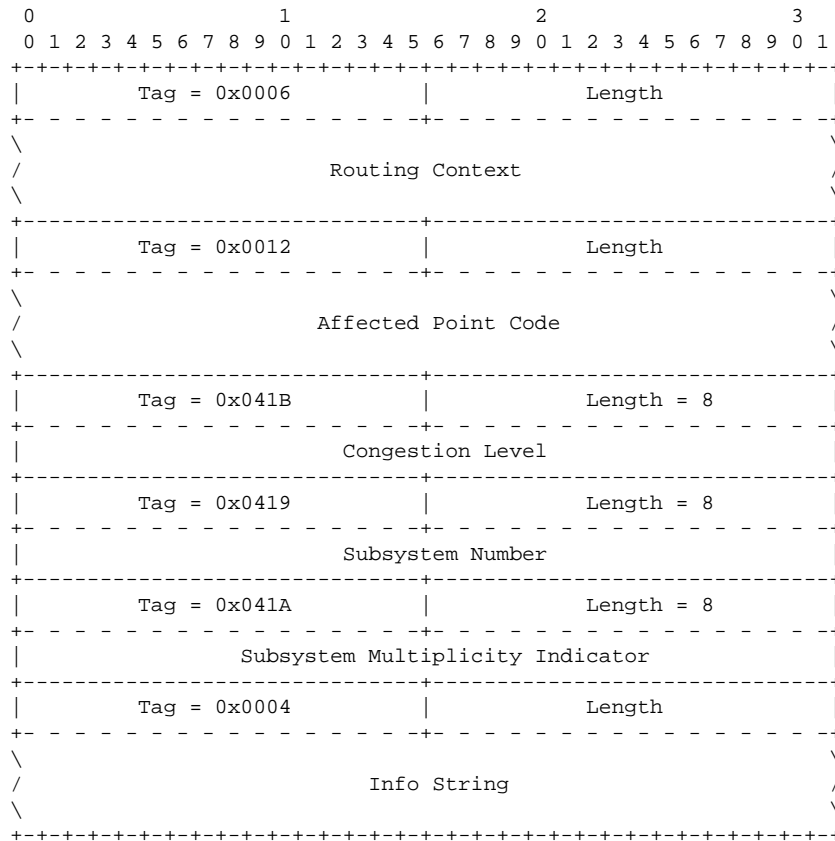 0                   1                   2                   3
0 1 2 3 4 5 6 7 8 9 0 1 2 3 4 5 6 7 8 9 0 1 2 3 4 5 6 7 8 9 0 1
+-+-+-+-+-+-+-+-+-+-+-+-+-+-+-+-+-+-+-+-+-+-+-+-+-+-+-+-+-+-+-+-
|         Tag = 0x0006          |            Length             |
+- - - - - - - - - - - - - - - -+- - - - - - - - - - - - - - - -+
\                                                               \
/                        Routing Context                        /
\                                                               \
+-------------------------------+-------------------------------+
|         Tag = 0x0012          |            Length             |
+- - - - - - - - - - - - - - - -+- - - - - - - - - - - - - - - -+
\                                                               \
/                       Affected Point Code                     /
\                                                               \
+-------------------------------+-------------------------------+
|         Tag = 0x041B          |            Length = 8         |
+- - - - - - - - - - - - - - - -+- - - - - - - - - - - - - - - -+
|                         Congestion Level                      |
+-------------------------------+-------------------------------+
|         Tag = 0x0419          |            Length = 8         |
+- - - - - - - - - - - - - - - -+- - - - - - - - - - - - - - - -+
|                         Subsystem Number                      |
+-------------------------------+-------------------------------+
|         Tag = 0x041A          |            Length = 8         |
+- - - - - - - - - - - - - - - -+- - - - - - - - - - - - - - - -+
|                 Subsystem Multiplicity Indicator              |
+-------------------------------+-------------------------------+
|         Tag = 0x0004          |            Length             |
+- - - - - - - - - - - - - - - -+- - - - - - - - - - - - - - - -+
\                                                               \
/                           Info String                         /
\                                                               \
+-+-+-+-+-+-+-+-+-+-+-+-+-+-+-+-+-+-+-+-+-+-+-+-+-+-+-+-+-+-+-+-